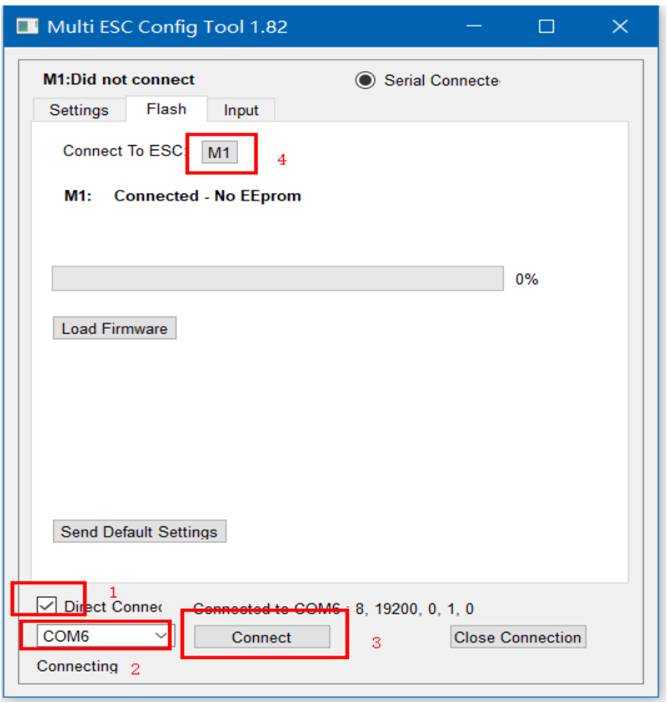 Multi ESC Config Tool 1.82
M1:Did not connect
Serial Connecte
Settings Flash Input
Connect To ESC: M1 4
M1: Connected - No EEprom
0%
Load Firmware
Send Default Settings
1
Direct Connec Connected to COM6 : 8, 19200, 0, 1, 0
COM6 Connect 3 Close Connection
Connecting 2